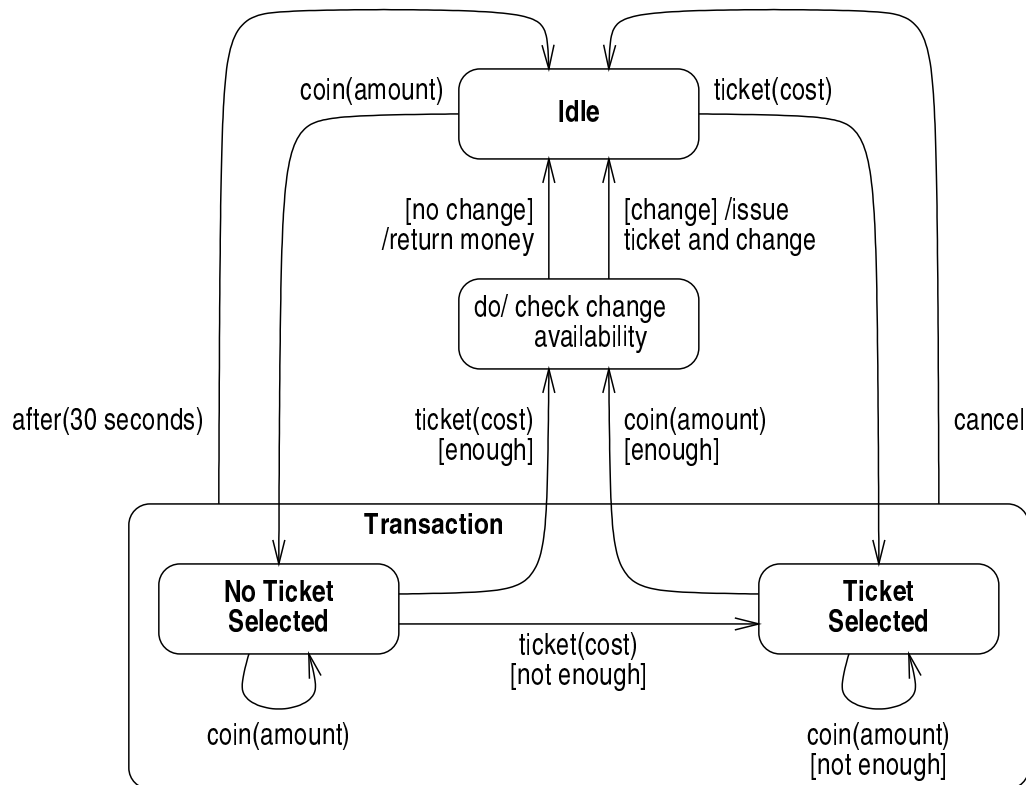 coin(amount)
Idle
ticket(cost)
[no change]
/return money
[change] /issue
ticket and change
do/ check change
availability
after(30 seconds)
ticket(cost)
[enough]
coin(amount)
[enough]
cancel
Transaction
No Ticket
Selected
Ticket
Selected
ticket(cost)
[not enough]
coin(amount)
coin(amount)
[not enough]